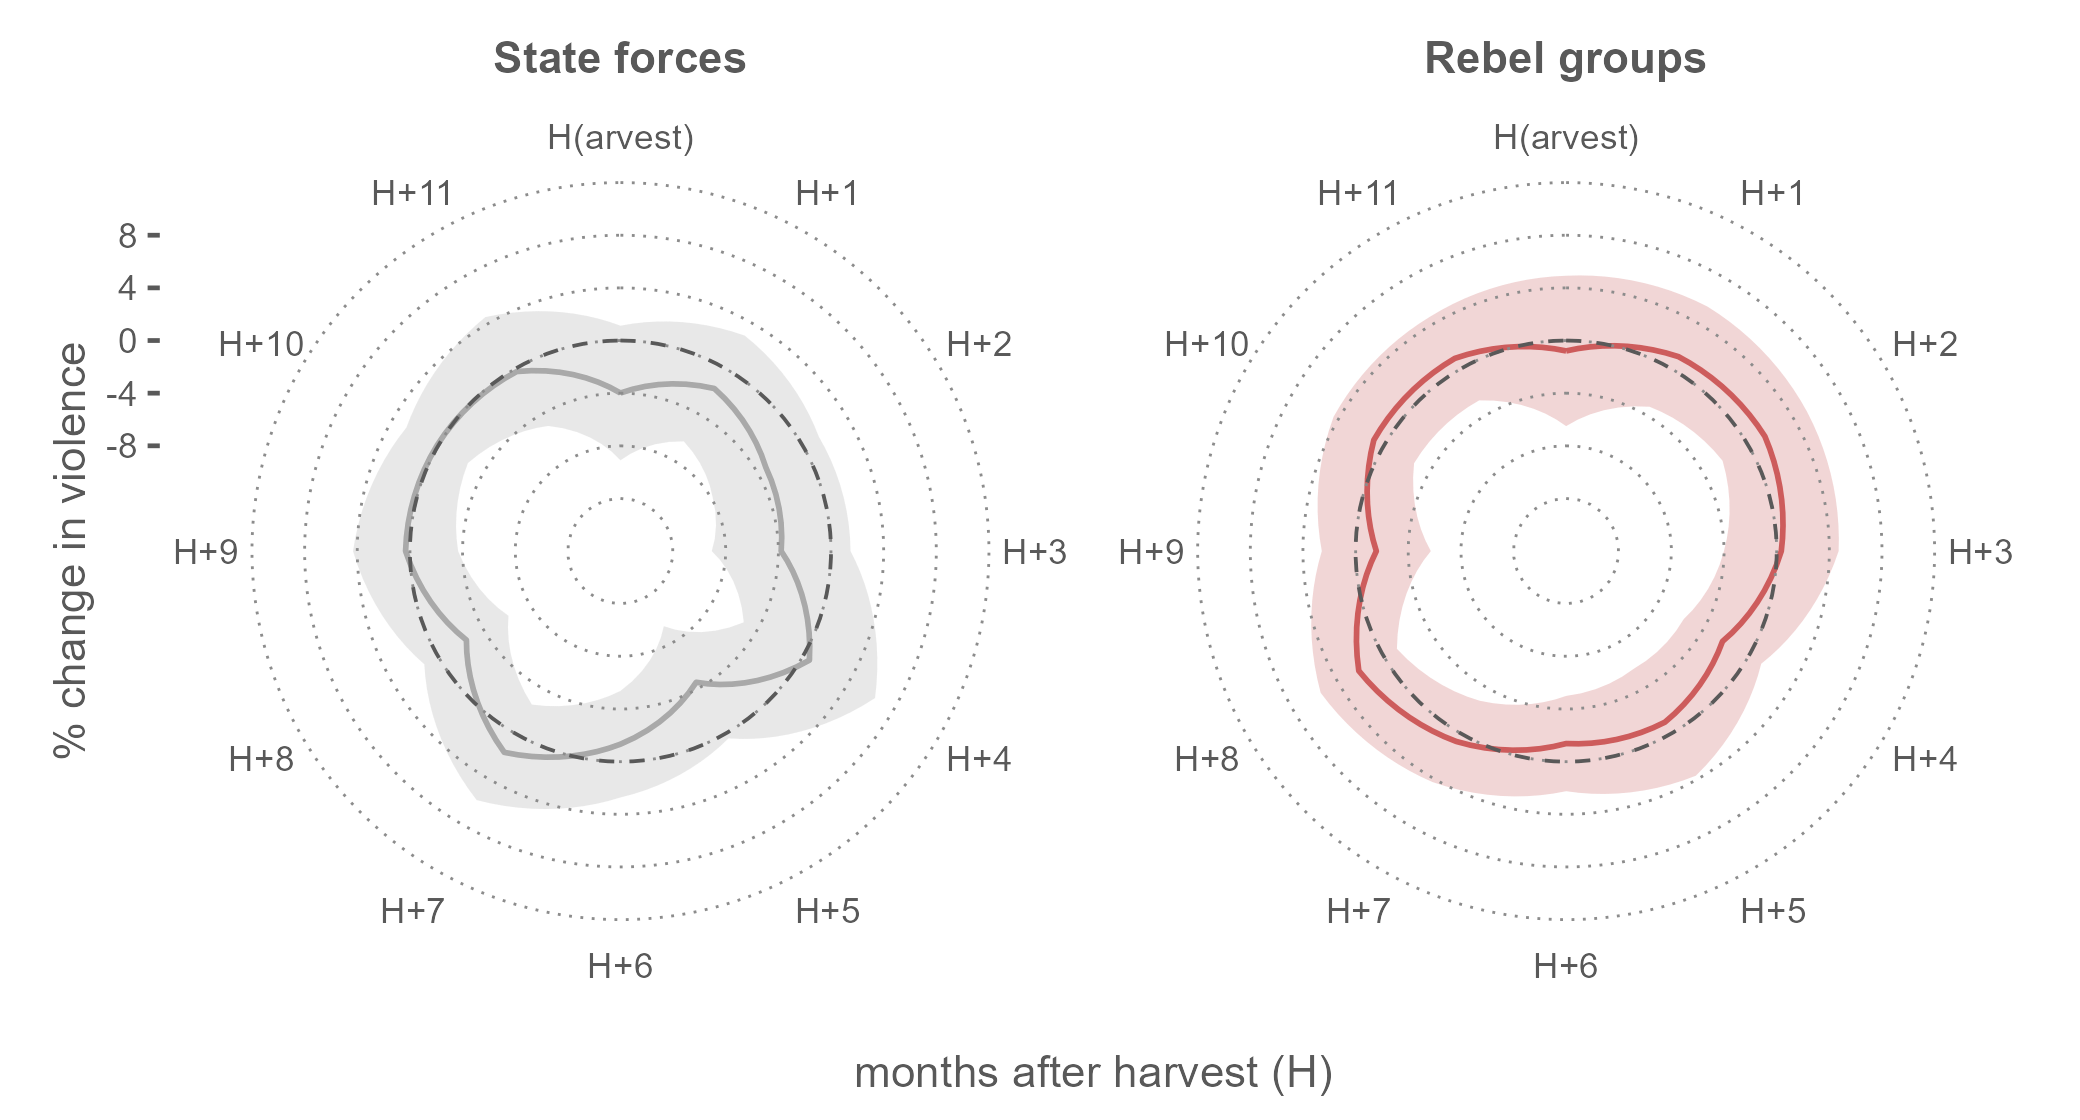 State forces
Rebel groups
% change in violence
8
4
0
-4
-8
H(arvest)
H+1
H+2
H+3
H+4
H+5
H+6
H+7
H+8
H+9
H+10
H+11
H(arvest)
H+1
H+2
H+3
H+4
H+5
H+6
H+7
H+8
H+9
H+10
H+11
months after harvest (H)